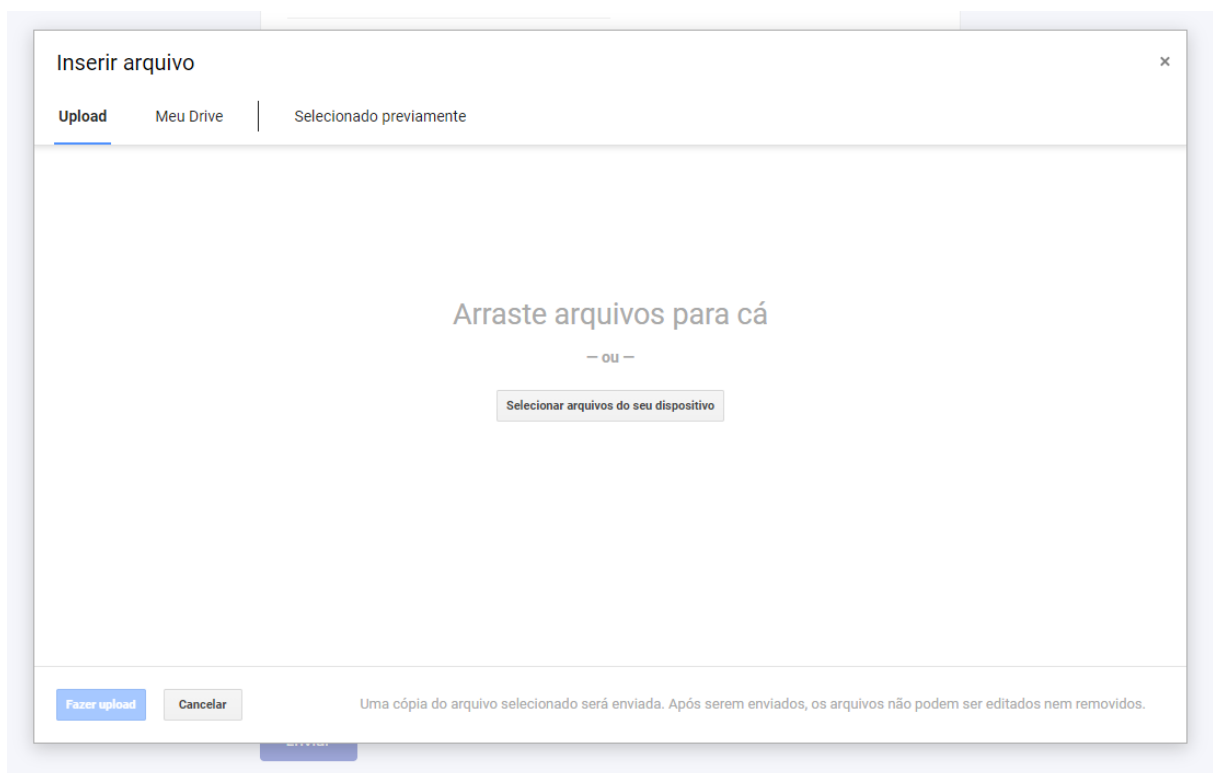 Inserir arquivo
×
Upload Meu Drive Selecionado previamente
Arraste arquivos para cá
— ou —
Selecionar arquivos do seu dispositivo
Fazer upload Cancelar Uma cópia do arquivo selecionado será enviada. Após serem enviados, os arquivos não podem ser editados nem removidos.